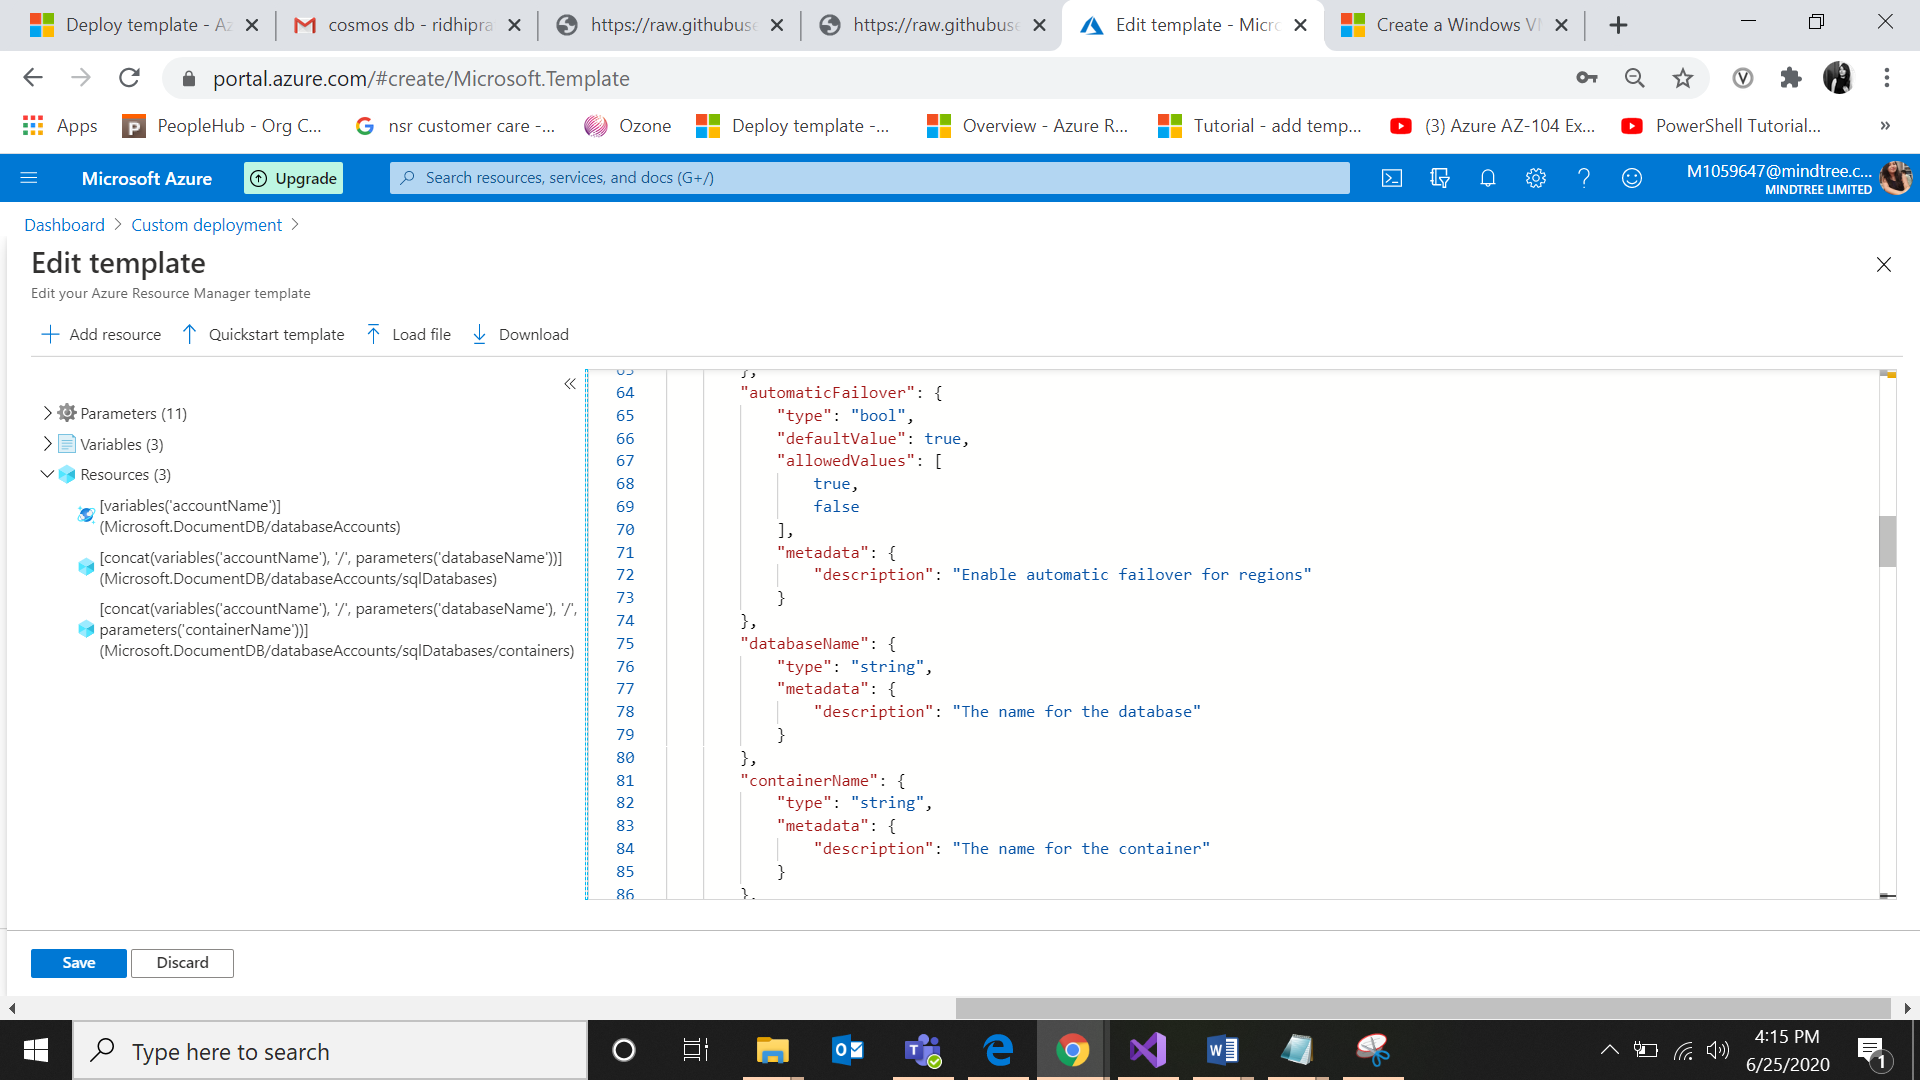 Deploy template - Az
cosmos db - ridhipra
https://raw.githubuse
https://raw.githubuse
Edit template - Micro
Create a Windows VM
portal.azure.com/#create/Microsoft.Template
Apps
PeopleHub - Org C...
nsr customer care -...
Ozone
Deploy template -...
Overview - Azure R...
Tutorial - add temp...
(3) Azure AZ-104 Ex...
PowerShell Tutorial...
»
Microsoft Azure
Upgrade
Search resources, services, and docs (G+/)
M1059647@mindtree.c...
MINDTREE LIMITED
Dashboard > Custom deployment >
Edit template
Edit your Azure Resource Manager template
Add resource
Quickstart template
Load file
Download
Parameters (11)
Variables (3)
Resources (3)
[variables('accountName')]
(Microsoft.DocumentDB/databaseAccounts)
[concat(variables('accountName'), '/', parameters('databaseName'))]
(Microsoft.DocumentDB/databaseAccounts/sqlDatabases)
[concat(variables('accountName'), '/', parameters('databaseName'), '/',
parameters('containerName'))]
(Microsoft.DocumentDB/databaseAccounts/sqlDatabases/containers)
63 },
64 "automaticFailover": {
65 "type": "bool",
66 "defaultValue": true,
67 "allowedValues": [
68 true,
69 false
70 ],
71 "metadata": {
72 "description": "Enable automatic failover for regions"
73 }
74 },
75 "databaseName": {
76 "type": "string",
77 "metadata": {
78 "description": "The name for the database"
79 }
80 },
81 "containerName": {
82 "type": "string",
83 "metadata": {
84 "description": "The name for the container"
85 }
86 },
Save
Discard
Type here to search
4:15 PM
6/25/2020
1